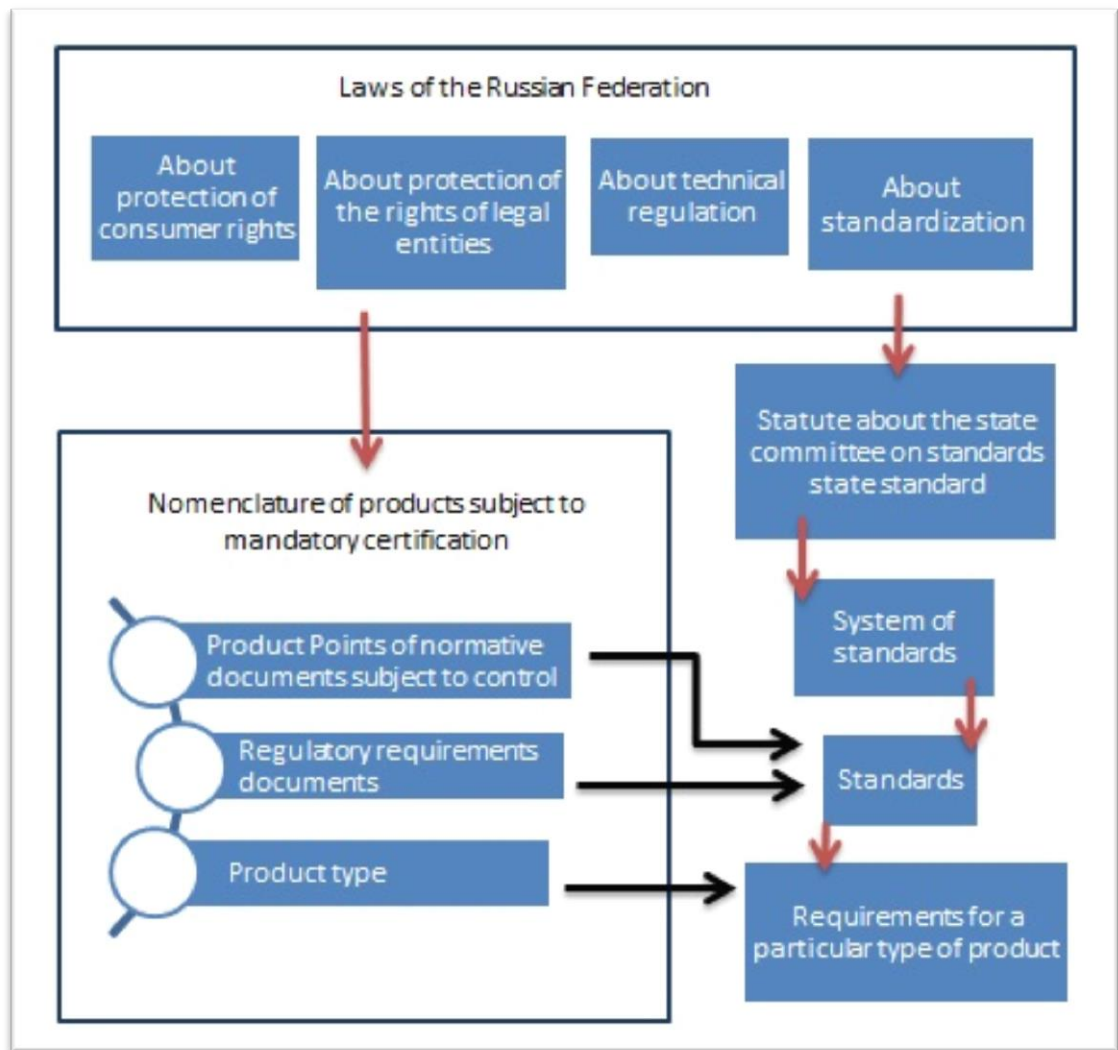 Laws of the Russian Federation
About
protection of
consumer rights
About protection of
the rights of legal
entities
About technical
regulation
About
standardization
Statute about the state
committee on standards
state standard
Nomenclature of products subject to
mandatory certification
System of
standards
Product Points of normative
documents subject to control
Regulatory requirements
documents
Standards
Product type
Requirements for a
particular type of product